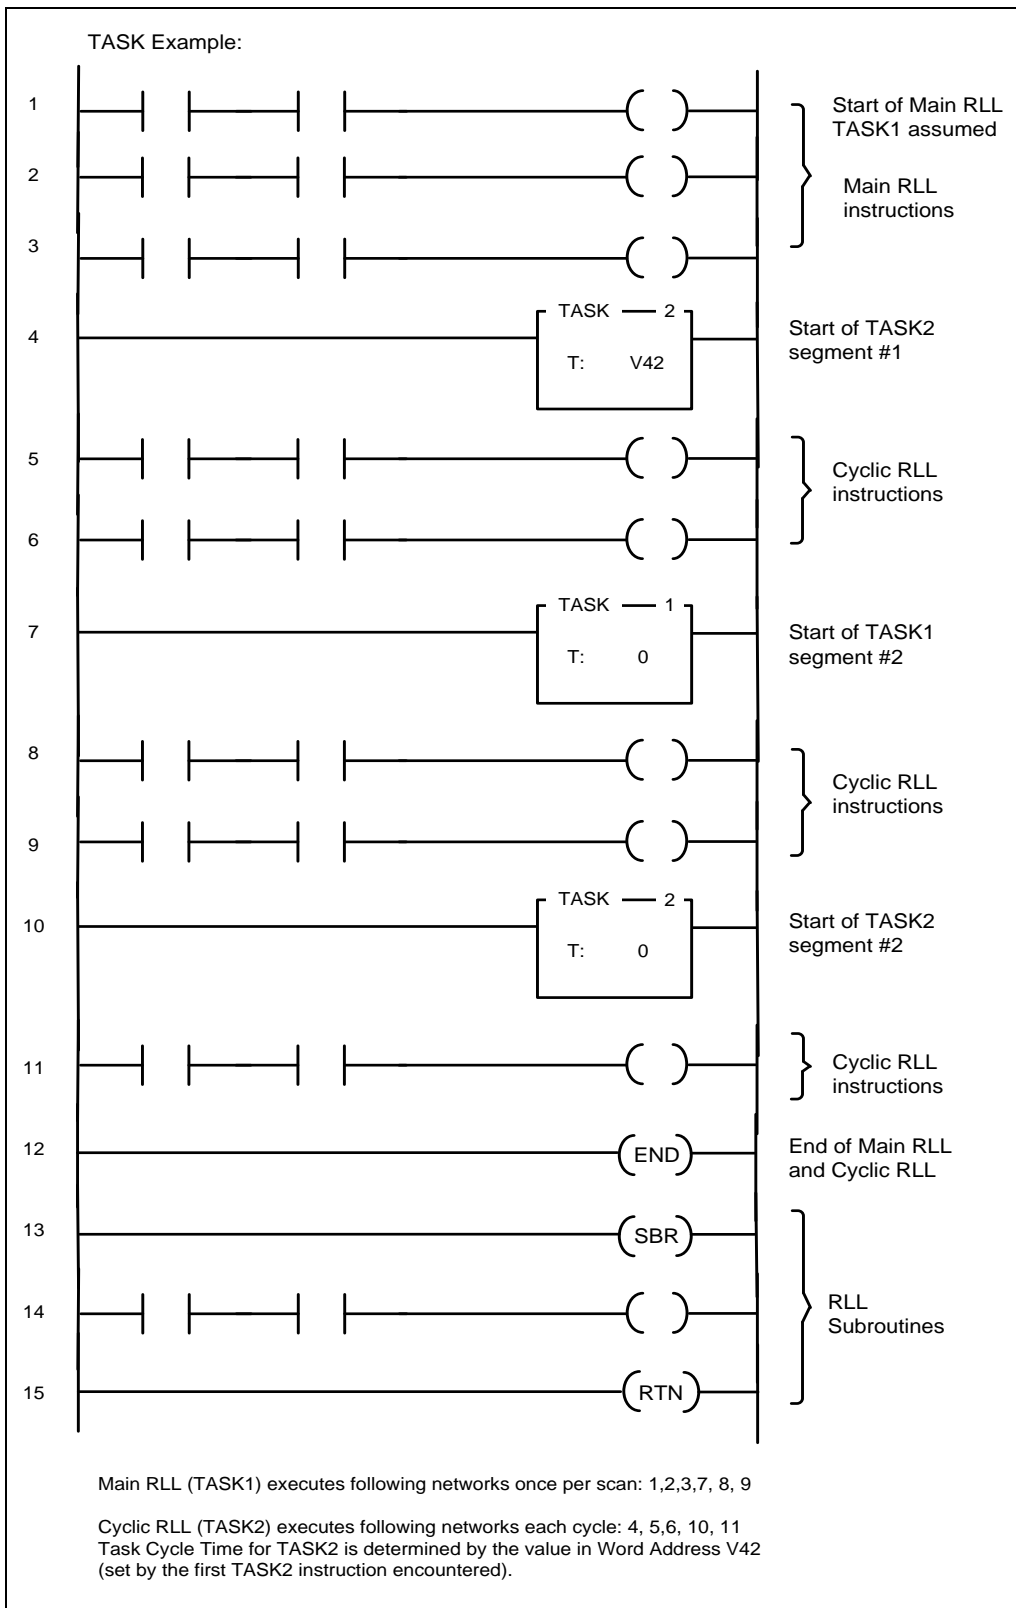 TASK Example:
1
Start of Main RLL
TASK1 assumed
2
Main RLL
instructions
3
TASK 2
4
T: V42
Start of TASK2
segment #1
5
Cyclic RLL
instructions
6
TASK 1
7
T: 0
Start of TASK1
segment #2
8
Cyclic RLL
instructions
9
TASK 2
10
T: 0
Start of TASK2
segment #2
11
Cyclic RLL
instructions
12
END
End of Main RLL
and Cyclic RLL
13
SBR
14
RLL
Subroutines
15
RTN
Main RLL (TASK1) executes following networks once per scan: 1,2,3,7, 8, 9
Cyclic RLL (TASK2) executes following networks each cycle: 4, 5,6, 10, 11
Task Cycle Time for TASK2 is determined by the value in Word Address V42
(set by the first TASK2 instruction encountered).